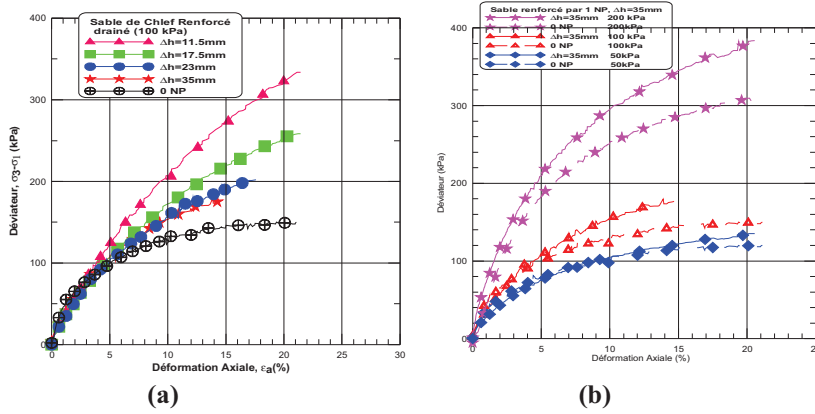 Sable de Chlef Renforcé
drainé (100 kPa)
Δh=11.5mm
Δh=17.5mm
Δh=23mm
Δh=35mm
0 NP
400
300
200
100
0
0 5 10 15 20 25 30
Déviateur, σ3-σ1 (kPa)
Déformation Axiale, εa(%)
(a)
Sable renforcé par 1 NP, Δh=35mm
Δh=35mm 200 kPa
0 NP 200kPa
Δh=35mm 100 kPa
0 NP 100kPa
Δh=35mm 50kPa
0 NP 50kPa
400
300
200
100
0
0 5 10 15 20 25
Déviateur (kPa)
Déformation Axiale (%)
(b)